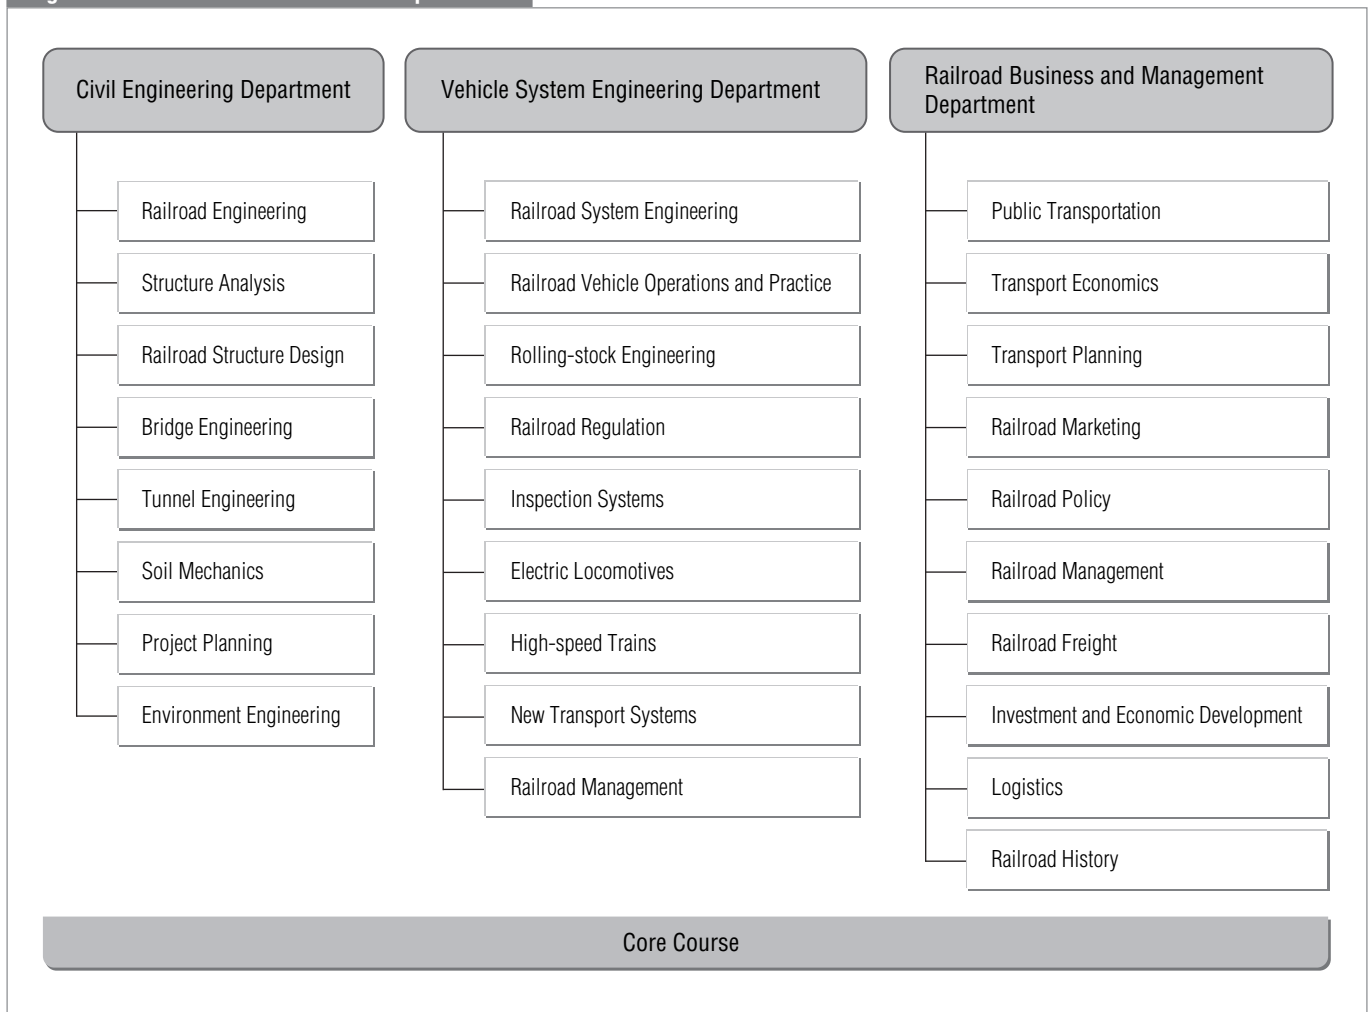 Civil Engineering Department
Railroad Engineering
Structure Analysis
Railroad Structure Design
Bridge Engineering
Tunnel Engineering
Soil Mechanics
Project Planning
Environment Engineering
Vehicle System Engineering Department
Railroad System Engineering
Railroad Vehicle Operations and Practice
Rolling-stock Engineering
Railroad Regulation
Inspection Systems
Electric Locomotives
High-speed Trains
New Transport Systems
Railroad Management
Railroad Business and Management
Department
Public Transportation
Transport Economics
Transport Planning
Railroad Marketing
Railroad Policy
Railroad Management
Railroad Freight
Investment and Economic Development
Logistics
Railroad History
Core Course